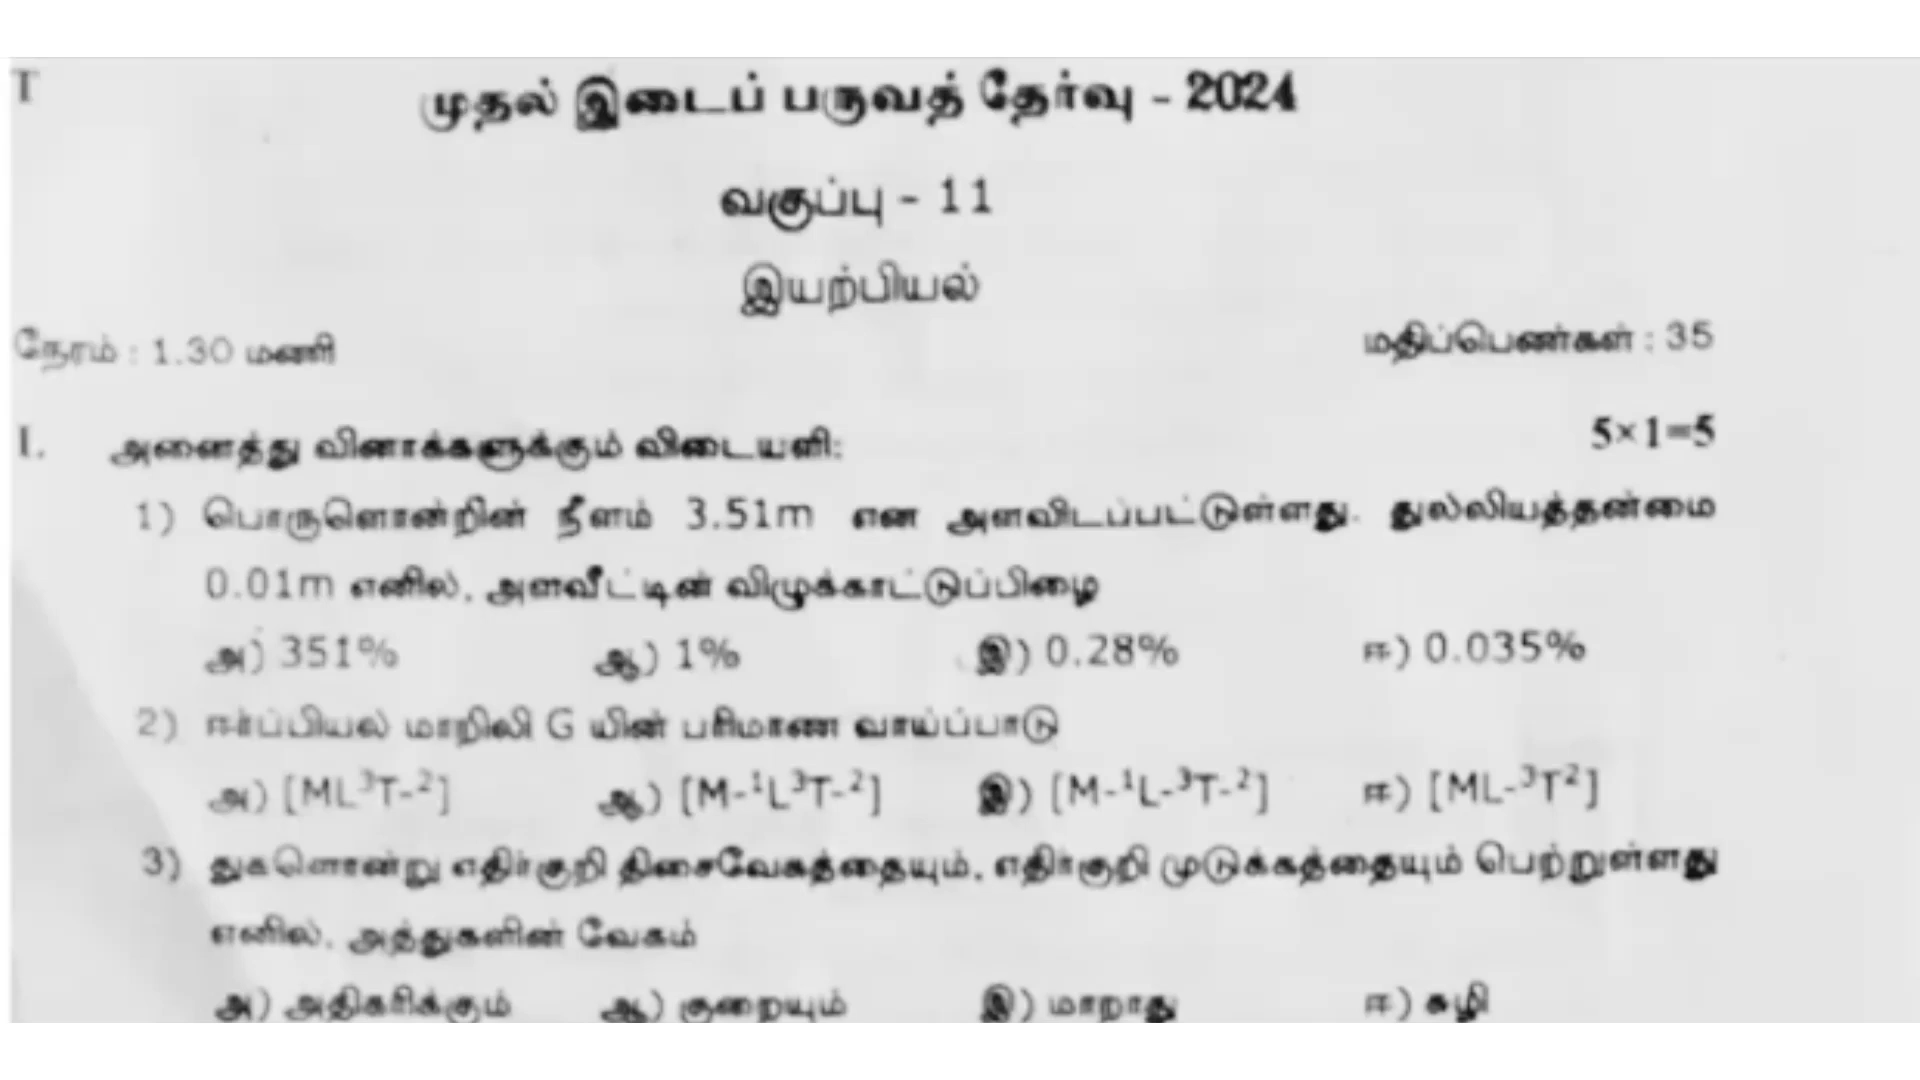 T
முதல் இடைப் பருவத் தேர்வு - 2024
வகுப்பு - 11
இயற்பியல்
நேரம் : 1.30 மணி மதிப்பெண்கள் : 35
I. அனைத்து வினாக்களுக்கும் விடையளி: 5×1=5
1) பொருளொன்றின் நீளம் 3.51m என அளவிடப்பட்டுள்ளது. துல்லியத்தன்மை
0.01m எனில், அளவீட்டின் விழுக்காட்டுப்பிழை
அ) 351% ஆ) 1% இ) 0.28% ஈ) 0.035%
2) ஈர்ப்பியல் மாறிலி G யின் பரிமாண வாய்ப்பாடு
அ) [ML³T-²] ஆ) [M-¹L³T-²] இ) [M-¹L-³T-²] ஈ) [ML-³T²]
3) துகளொன்று எதிர்குறி திசைவேகத்தையும், எதிர்குறி முடுக்கத்தையும் பெற்றுள்ளது
எனில், அத்துகளின் வேகம்
அ) அதிகரிக்கும் ஆ) குறையும் இ) மாறாது ஈ) சுழி